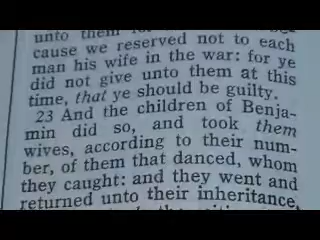 unto them
cause we reserved not to each
man his wife in the war: for ye
did not give unto them at this
time, that ye should be guilty.
23 And the children of Benja-
min did so, and took them
wives, according to their num-
ber, of them that danced, whom
they caught: and they went and
returned unto their inheritance,